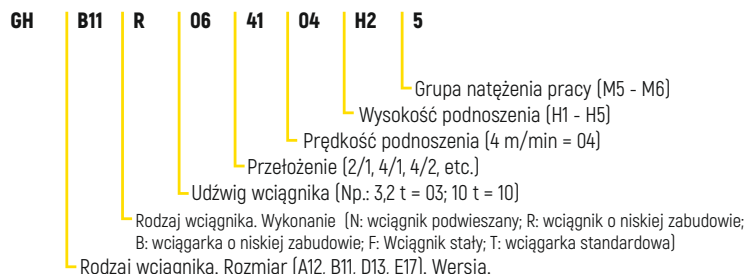 GH B11 R 06 41 04 H2 5
Grupa natężenia pracy (M5 - M6)
Wysokość podnoszenia (H1 - H5)
Prędkość podnoszenia (4 m/min = 04)
Przełożenie (2/1, 4/1, 4/2, etc.)
Udźwig wciągnika (Np.: 3,2 t = 03; 10 t = 10)
Rodzaj wciągnika. Wykonanie (N: wciągnik podwieszany; R: wciągnik o niskiej zabudowie;
B: wciągarka o niskiej zabudowie; F: Wciągnik stały; T: wciągarka standardowa)
Rodzaj wciągnika. Rozmiar (A12, B11, D13, E17). Wersja.